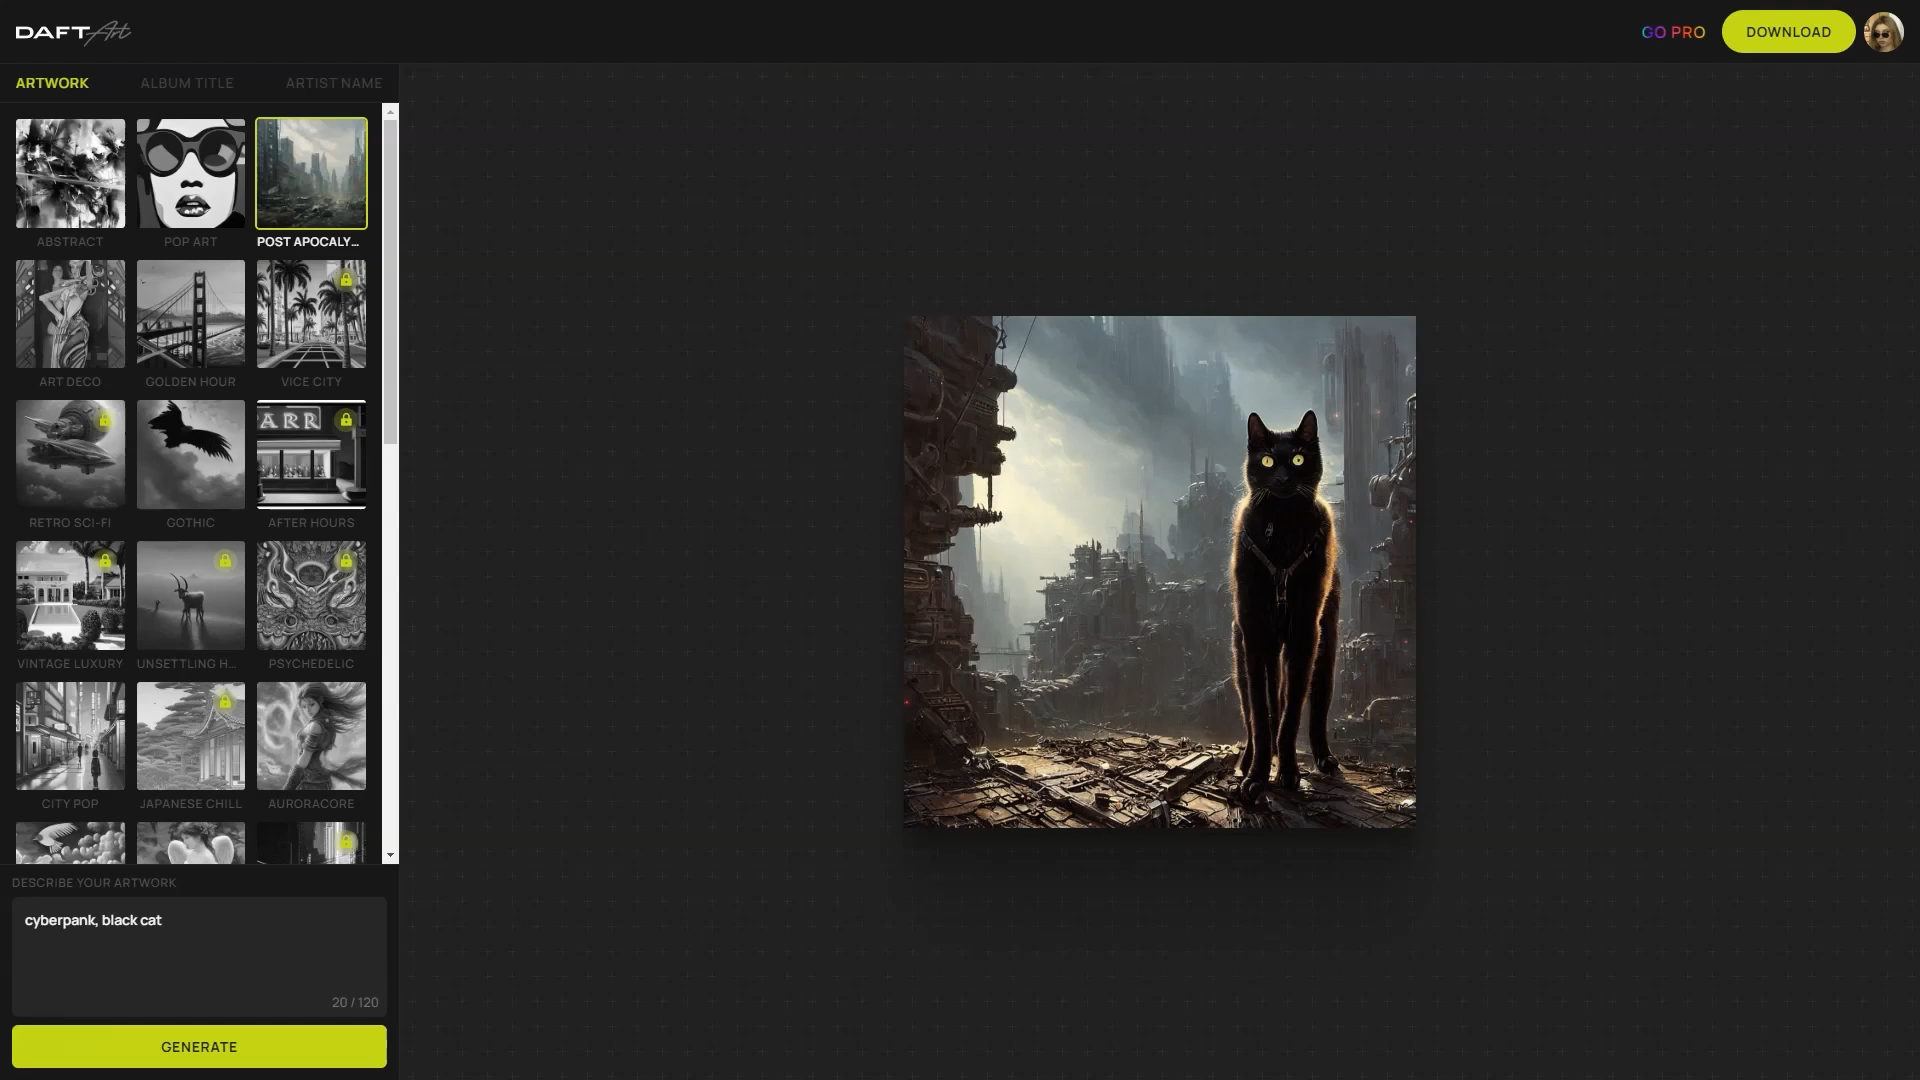 DAFT Art
GO PRO
DOWNLOAD
ARTWORK
ALBUM TITLE
ARTIST NAME
ABSTRACT
POP ART
POST APOCALY...
ART DECO
GOLDEN HOUR
VICE CITY
ARR
RETRO SCI-FI
GOTHIC
AFTER HOURS
VINTAGE LUXURY
UNSETTLING H...
PSYCHEDELIC
CITY POP
JAPANESE CHILL
AURORACORE
DESCRIBE YOUR ARTWORK
cyberpank, black cat
20 / 120
GENERATE